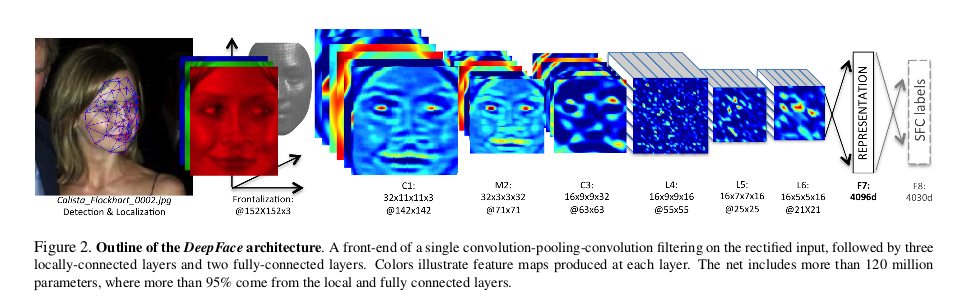 Calista_Flockhart_0002.jpg
Detection & Localization
Frontalization:
@152X152x3
C1:
32x11x11x3
@142x142
M2:
32x3x3x32
@71x71
C3:
16x9x9x32
@63x63
L4:
16x9x9x16
@55x55
L5:
16x7x7x16
@25x25
L6:
16x5x5x16
@21X21
REPRESENTATION
F7:
4096d
SFC labels
F8:
4030d
Figure 2. Outline of the DeepFace architecture. A front-end of a single convolution-pooling-convolution filtering on the rectified input, followed by three
locally-connected layers and two fully-connected layers. Colors illustrate feature maps produced at each layer. The net includes more than 120 million
parameters, where more than 95% come from the local and fully connected layers.